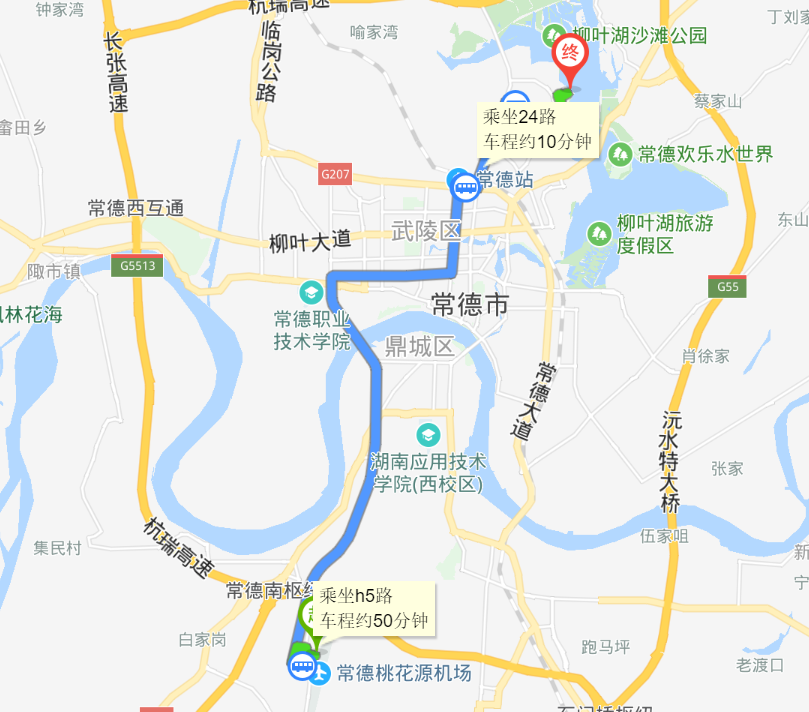 钟家湾
杭瑞高速
丁刘家
喻家湾
柳叶湖沙滩公园
终
长张高速
临岗公路
蔡家山
畲田乡
乘坐24路
车程约10分钟
常德欢乐水世界
G207
常德站
常德西互通
东山
柳叶湖旅游
度假区
武陵区
柳叶大道
G5513
陬市镇
G55
常德市
常德职业
技术学院
枫林花海
鼎城区
肖徐家
常德大道
沅水特大桥
湖南应用技术
学院(西校区)
张家
伍家咀
杭瑞高速
集民村
新
宁
常德南枢纽
乘坐h5路
车程约50分钟
白家岗
跑马坪
老渡口
常德桃花源机场